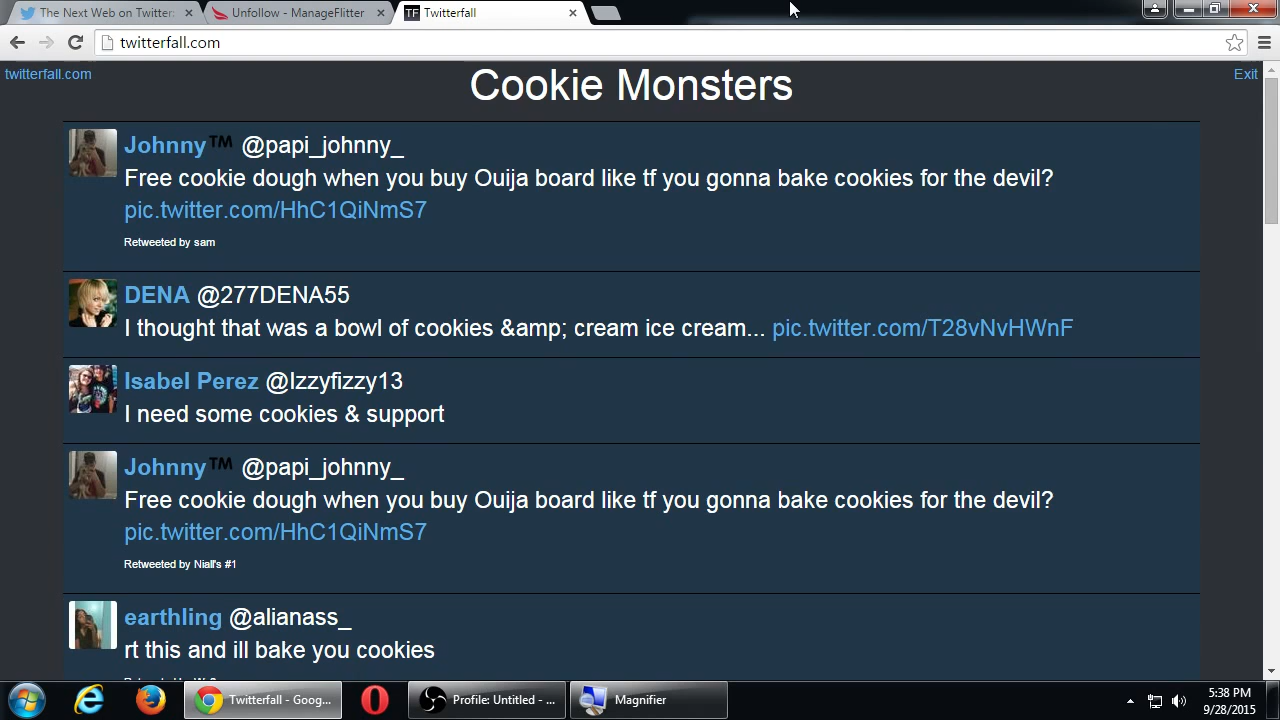 The Next Web on Twitter:
Unfollow - ManageFlitter
TF Twitterfall
twitterfall.com
twitterfall.com
Cookie Monsters
Exit
Johnny™ @papi_johnny_
Free cookie dough when you buy Ouija board like tf you gonna bake cookies for the devil?
pic.twitter.com/HhC1QiNmS7
Retweeted by sam
DENA @277DENA55
I thought that was a bowl of cookies &amp; cream ice cream... pic.twitter.com/T28vNvHWnF
Isabel Perez @Izzyfizzy13
I need some cookies & support
Johnny™ @papi_johnny_
Free cookie dough when you buy Ouija board like tf you gonna bake cookies for the devil?
pic.twitter.com/HhC1QiNmS7
Retweeted by Niall's #1
earthling @alianass_
rt this and ill bake you cookies
Twitterfall - Goog...
Profile: Untitled - ...
Magnifier
5:38 PM
9/28/2015